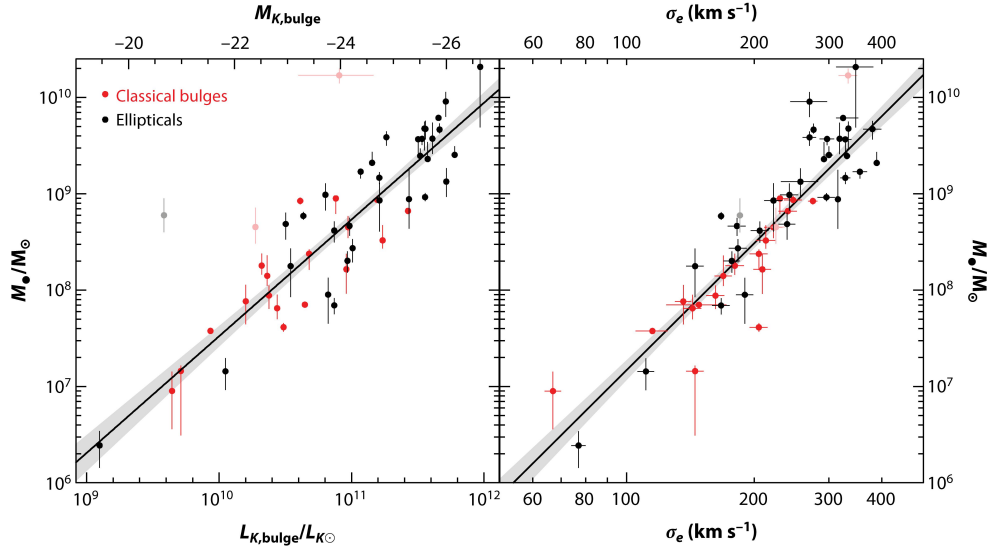 M_K,bulge
σ_e (km s⁻¹)
−20 −22 −24 −26
60 80 100 200 300 400
Classical bulges
Ellipticals
M●/M⊙
10¹⁰
10⁹
10⁸
10⁷
10⁶
10¹⁰
10⁹
10⁸
10⁷
10⁶
M●/M⊙
10⁹ 10¹⁰ 10¹¹ 10¹²
60 80 100 200 300 400
L_K,bulge/L_K⊙
σ_e (km s⁻¹)